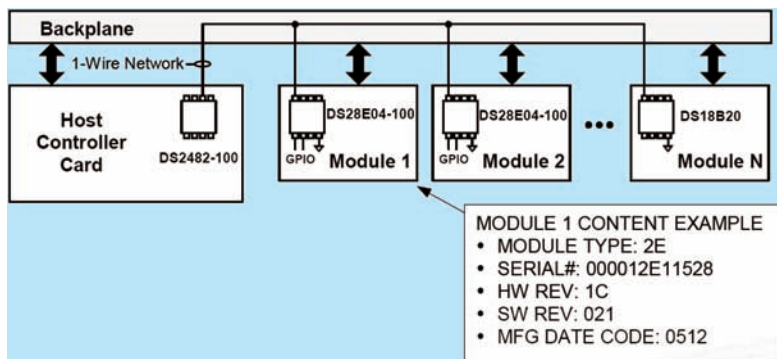 Backplane
1-Wire Network
Host
Controller
Card
DS2482-100
DS28E04-100
GPIO
Module 1
DS28E04-100
GPIO
Module 2
DS18B20
Module N
MODULE 1 CONTENT EXAMPLE
• MODULE TYPE: 2E
• SERIAL#: 000012E11528
• HW REV: 1C
• SW REV: 021
• MFG DATE CODE: 0512